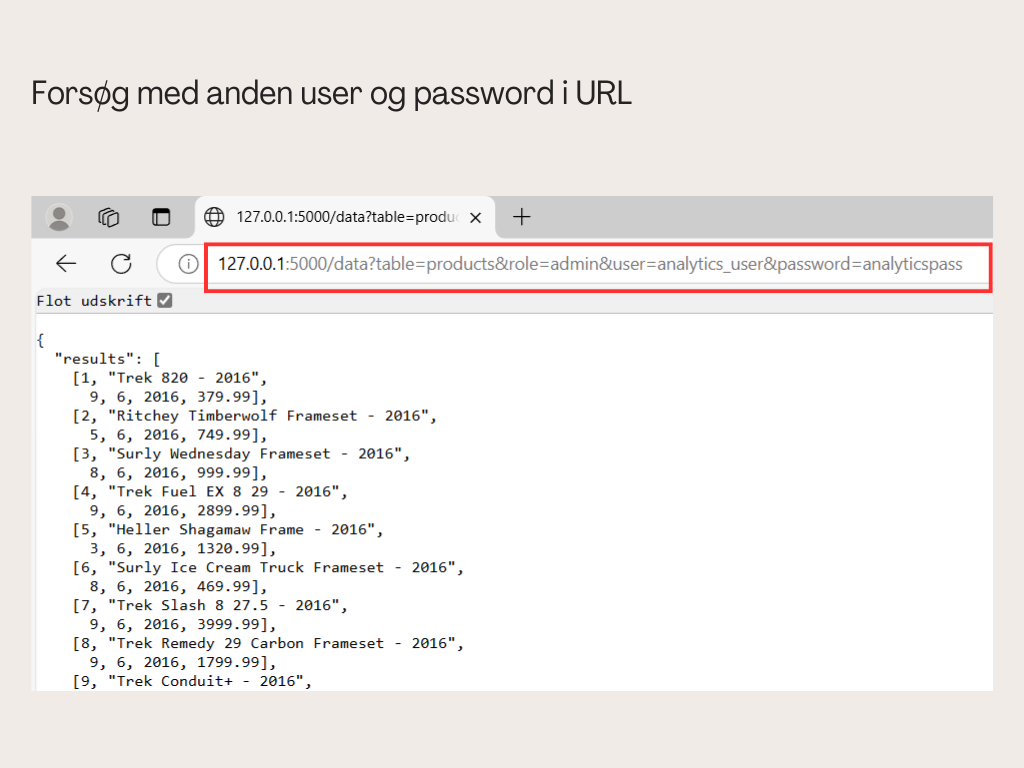 Forsøg med anden user og password i URL
127.0.0.1:5000/data?table=produ
127.0.0.1:5000/data?table=products&role=admin&user=analytics_user&password=analyticspass
Flot udskrift
{
"results": [
[1, "Trek 820 - 2016",
9, 6, 2016, 379.99],
[2, "Ritchey Timberwolf Frameset - 2016",
5, 6, 2016, 749.99],
[3, "Surly Wednesday Frameset - 2016",
8, 6, 2016, 999.99],
[4, "Trek Fuel EX 8 29 - 2016",
9, 6, 2016, 2899.99],
[5, "Heller Shagamaw Frame - 2016",
3, 6, 2016, 1320.99],
[6, "Surly Ice Cream Truck Frameset - 2016",
8, 6, 2016, 469.99],
[7, "Trek Slash 8 27.5 - 2016",
9, 6, 2016, 3999.99],
[8, "Trek Remedy 29 Carbon Frameset - 2016",
9, 6, 2016, 1799.99],
[9, "Trek Conduit+ - 2016",